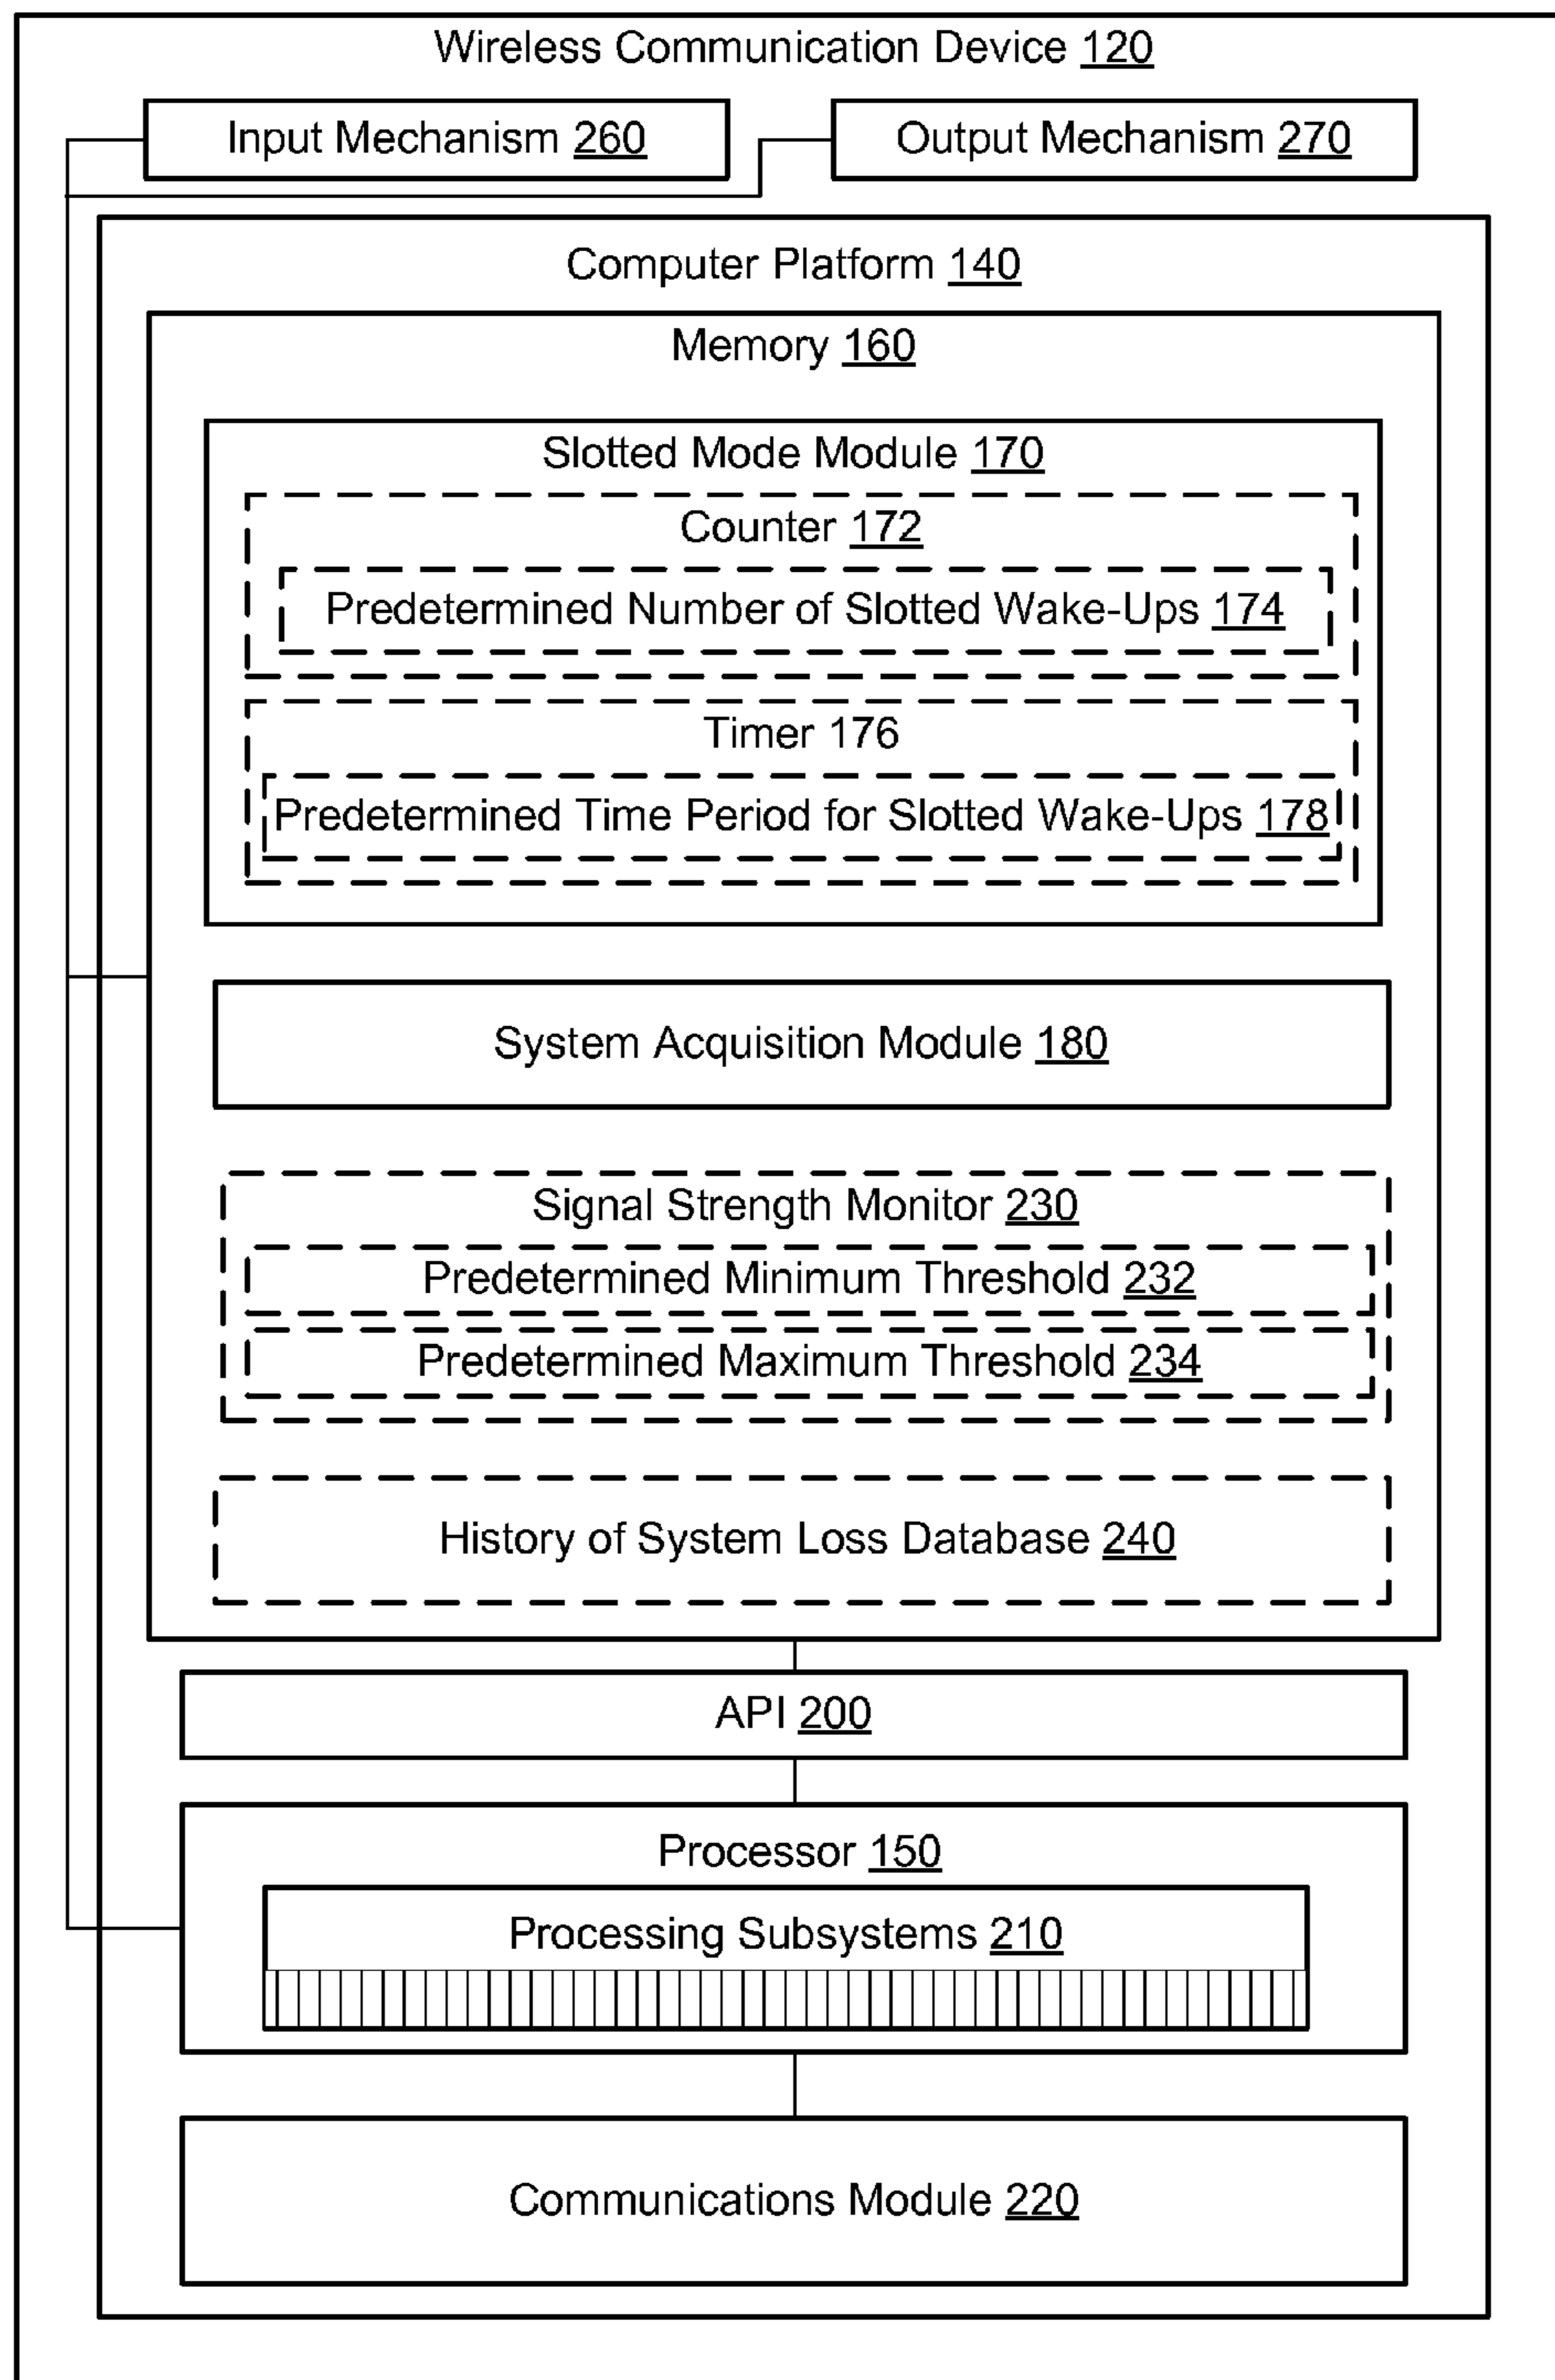 Wireless Communication Device 120
Input Mechanism 260
Output Mechanism 270
Computer Platform 140
Memory 160
Slotted Mode Module 170
Counter 172
Predetermined Number of Slotted Wake-Ups 174
Timer 176
Predetermined Time Period for Slotted Wake-Ups 178
System Acquisition Module 180
Signal Strength Monitor 230
Predetermined Minimum Threshold 232
Predetermined Maximum Threshold 234
History of System Loss Database 240
API 200
Processor 150
Processing Subsystems 210
Communications Module 220